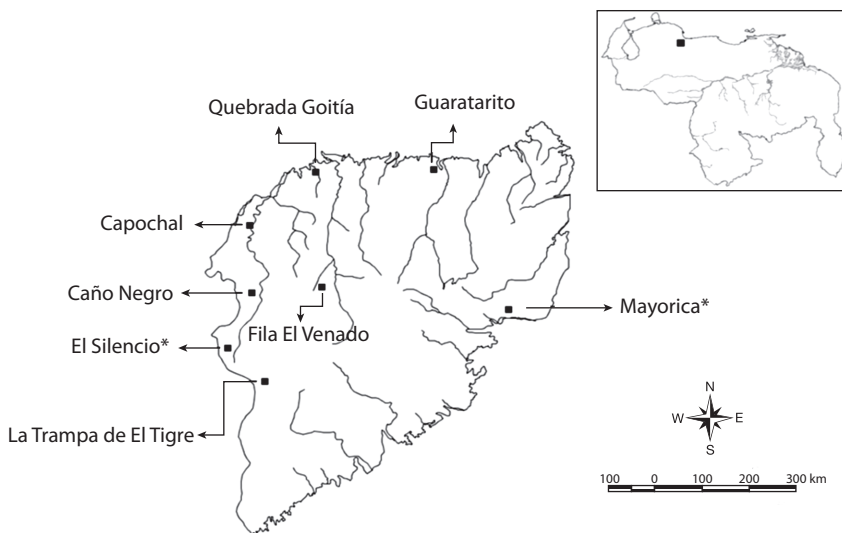 Quebrada Goitía
Guaratarito
Capochal
Caño Negro
Mayorica*
Fila El Venado
El Silencio*
La Trampa de El Tigre
N
W E
S
100 0 100 200 300 km